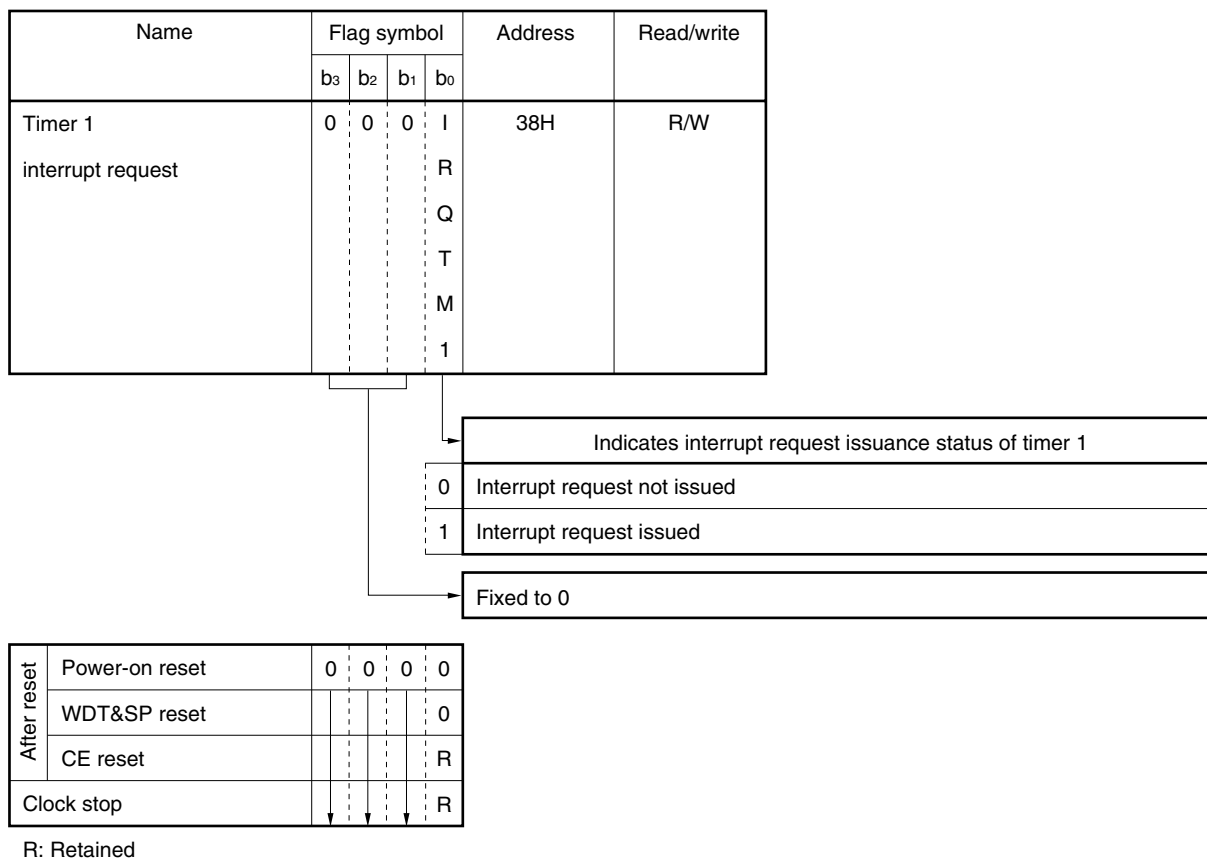 Name Flag symbol Address Read/write
b3 b2 b1 b0
Timer 1 0 0 0 I 38H R/W
interrupt request R
Q
T
M
1
Indicates interrupt request issuance status of timer 1
0 Interrupt request not issued
1 Interrupt request issued
Fixed to 0
After reset
Power-on reset 0 0 0 0
WDT&SP reset 0
CE reset R
Clock stop R
R: Retained